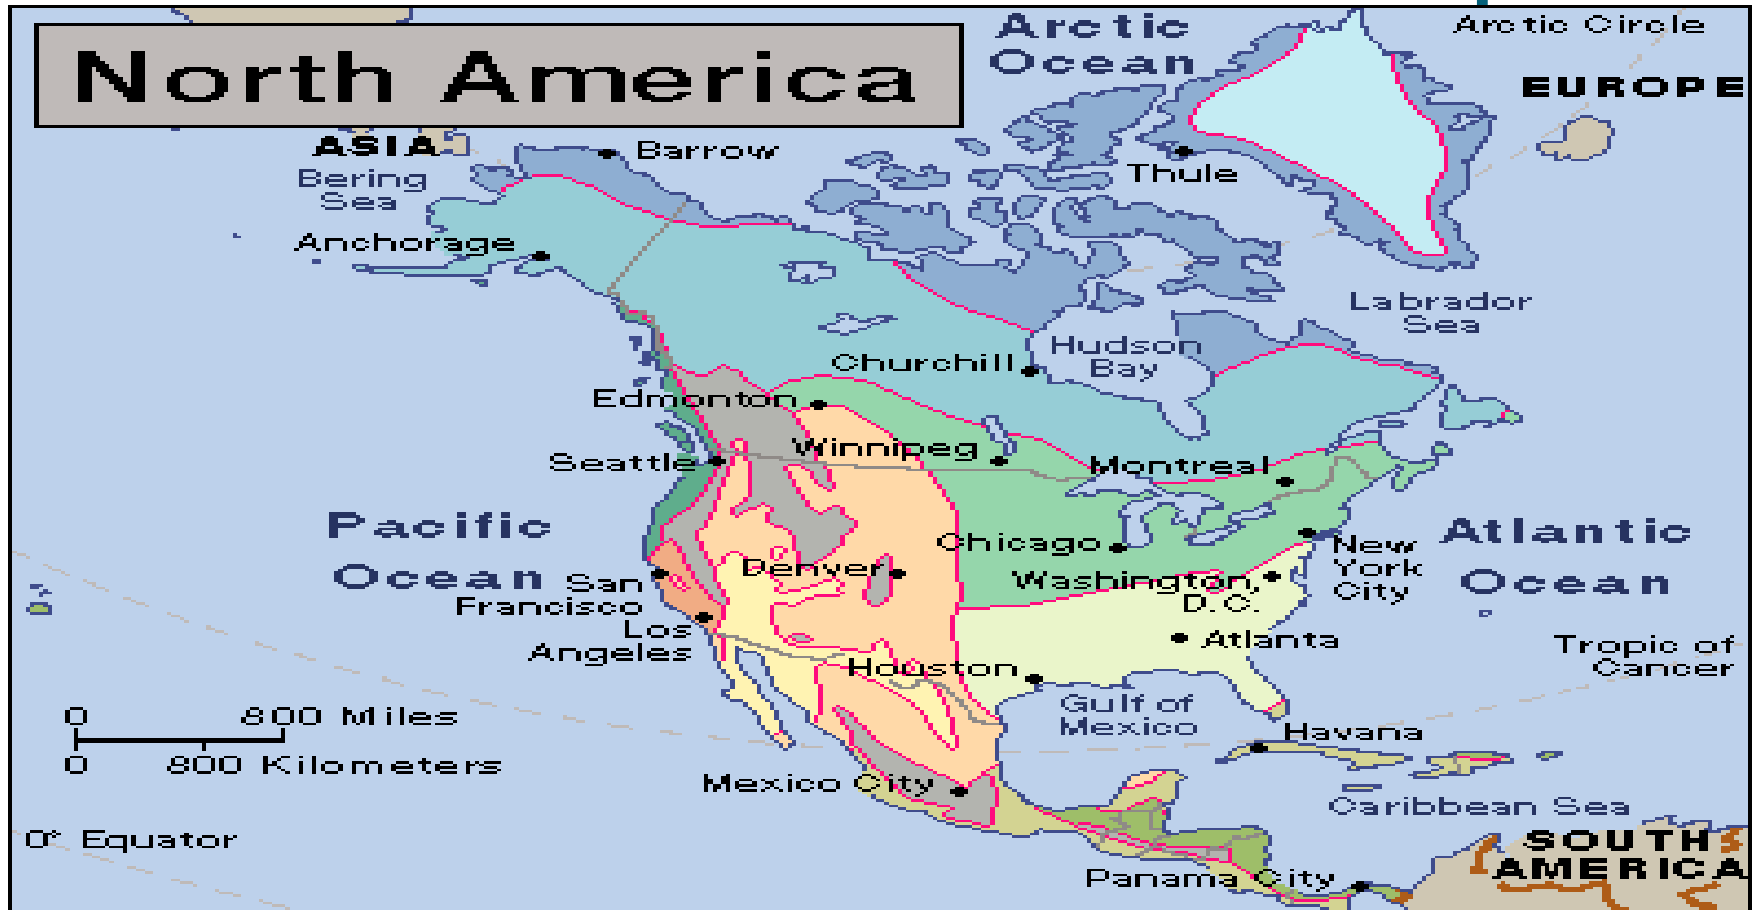 North America
Arctic
Ocean
Arctic Circle
EUROPE
ASIA
Barrow
Bering
Sea
Thule
Anchorage
Labrador
Sea
Hudson
Bay
Churchill
Edmonton
Winnipeg
Seattle
Montreal
Pacific
Ocean
Atlantic
Ocean
Chicago
New
York
City
Denver
Washington,
D.C.
San
Francisco
Los
Angeles
Atlanta
Tropic of
Cancer
Houston
Gulf of
Mexico
0 800 Miles
0 800 Kilometers
Havana
Mexico City
Caribbean Sea
0° Equator
SOUTH
AMERICA
Panama City